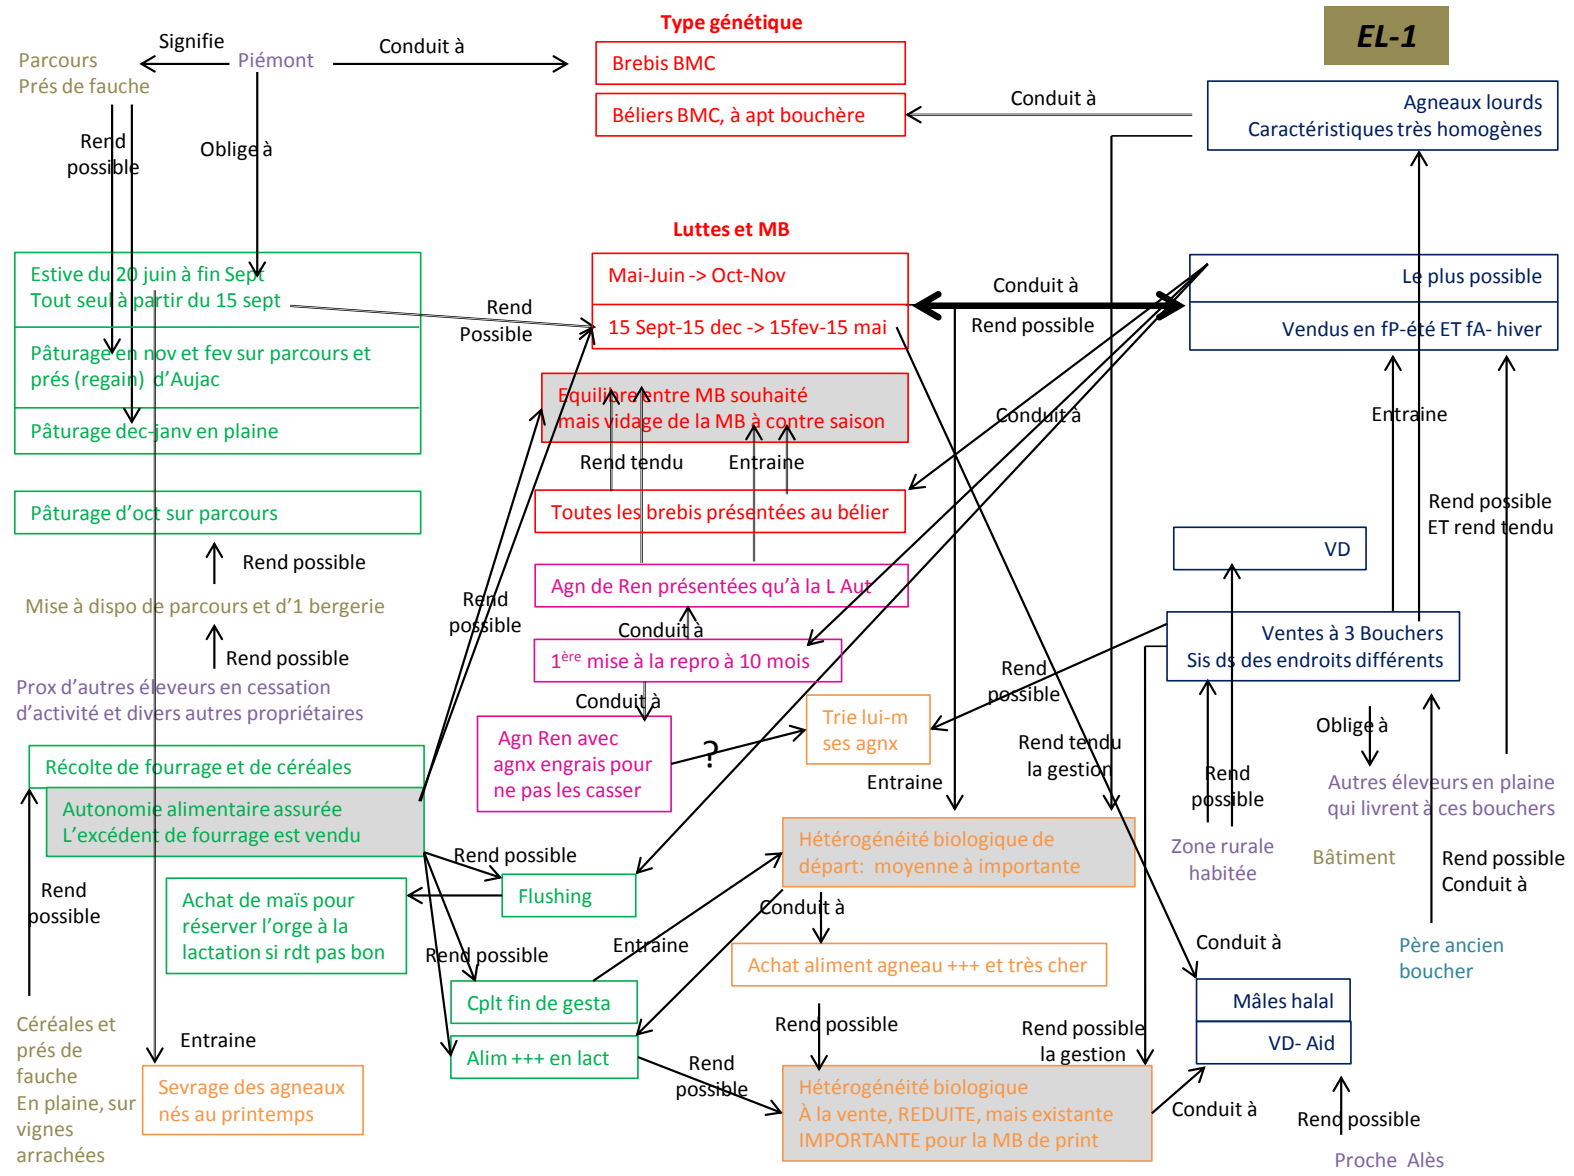 Type génétique
EL-1
Signifie
Conduit à
Parcours
Prés de fauche
Piémont
Brebis BMC
Béliers BMC, à apt bouchère
Conduit à
Agneaux lourds
Caractéristiques très homogènes
Rend
possible
Oblige à
Luttes et MB
Estive du 20 juin à fin Sept
Tout seul à partir du 15 sept
Rend
Possible
Mai-Juin -> Oct-Nov
15 Sept-15 dec -> 15fev-15 mai
Conduit à
Rend possible
Le plus possible
Vendus en fP-été ET fA- hiver
Pâturage en nov et fev sur parcours et
prés (regain) d’Aujac
Pâturage dec-janv en plaine
Equilibre entre MB souhaité
mais vidage de la MB à contre saison
Conduit à
Entraine
Rend tendu
Entraine
Pâturage d’oct sur parcours
Toutes les brebis présentées au bélier
Rend possible
ET rend tendu
VD
Rend possible
Mise à dispo de parcours et d’1 bergerie
Rend
possible
Agn de Ren présentées qu’à la L Aut
Conduit à
Ventes à 3 Bouchers
Sis ds des endroits différents
Rend possible
1ère mise à la repro à 10 mois
Rend
possible
Prox d’autres éleveurs en cessation
d’activité et divers autres propriétaires
Conduit à
Trie lui-m
ses agnx
Oblige à
Agn Ren avec
agnx engrais pour
ne pas les casser
?
Rend tendu
la gestion
Récolte de fourrage et de céréales
Entraine
Rend
possible
Autres éleveurs en plaine
qui livrent à ces bouchers
Autonomie alimentaire assurée
L’excédent de fourrage est vendu
Hétérogénéité biologique de
départ: moyenne à importante
Zone rurale
habitée
Bâtiment
Rend possible
Conduit à
Rend possible
Flushing
Rend
possible
Achat de maïs pour
réserver l’orge à la
lactation si rdt pas bon
Conduit à
Rend possible
Entraine
Achat aliment agneau +++ et très cher
Conduit à
Père ancien
boucher
Cplt fin de gesta
Mâles halal
VD- Aid
Rend possible
Rend possible
la gestion
Céréales et
prés de
fauche
En plaine, sur
vignes
arrachées
Entraine
Alim +++ en lact
Rend
possible
Sevrage des agneaux
nés au printemps
Hétérogénéité biologique
À la vente, REDUITE, mais existante
IMPORTANTE pour la MB de print
Conduit à
Rend possible
Proche Alès